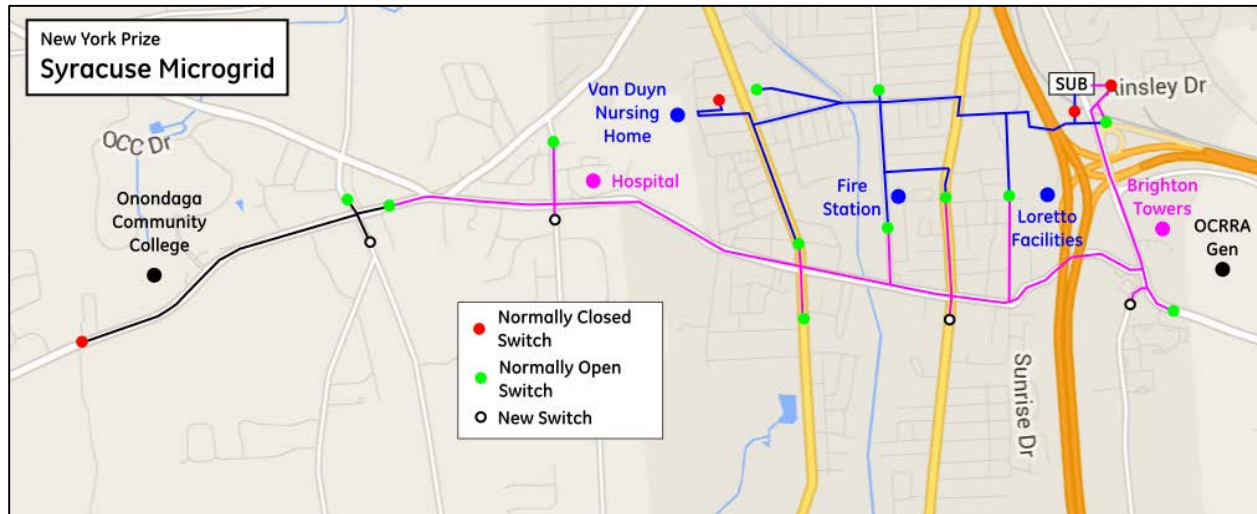 New York Prize
Syracuse Microgrid
OCC Dr
Onondaga
Community
College
Van Duyn
Nursing
Home
Hospital
Fire
Station
Loretto
Facilities
SUB
Ainsley Dr
Brighton
Towers
OCRRA
Gen
Sunrise Dr
Normally Closed
Switch
Normally Open
Switch
New Switch